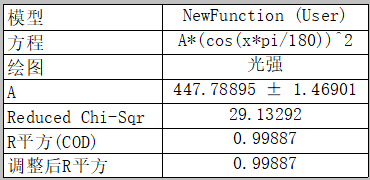 模型 NewFunction (User)
方程 A*(cos(x*pi/180))^2
绘图 光强
A 447.78895 ± 1.46901
Reduced Chi-Sqr 29.13292
R平方(COD) 0.99887
调整后R平方 0.99887